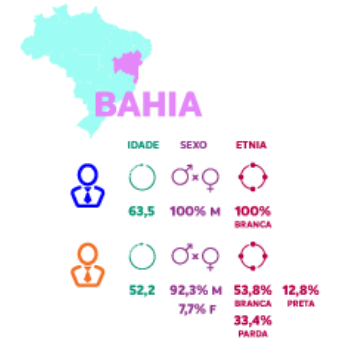 BAHIA
IDADE SEXO ETNIA
63,5 100% M 100%
BRANCA
52,2 92,3% M 53,8% 12,8%
7,7% F BRANCA PRETA
33,4%
PARDA